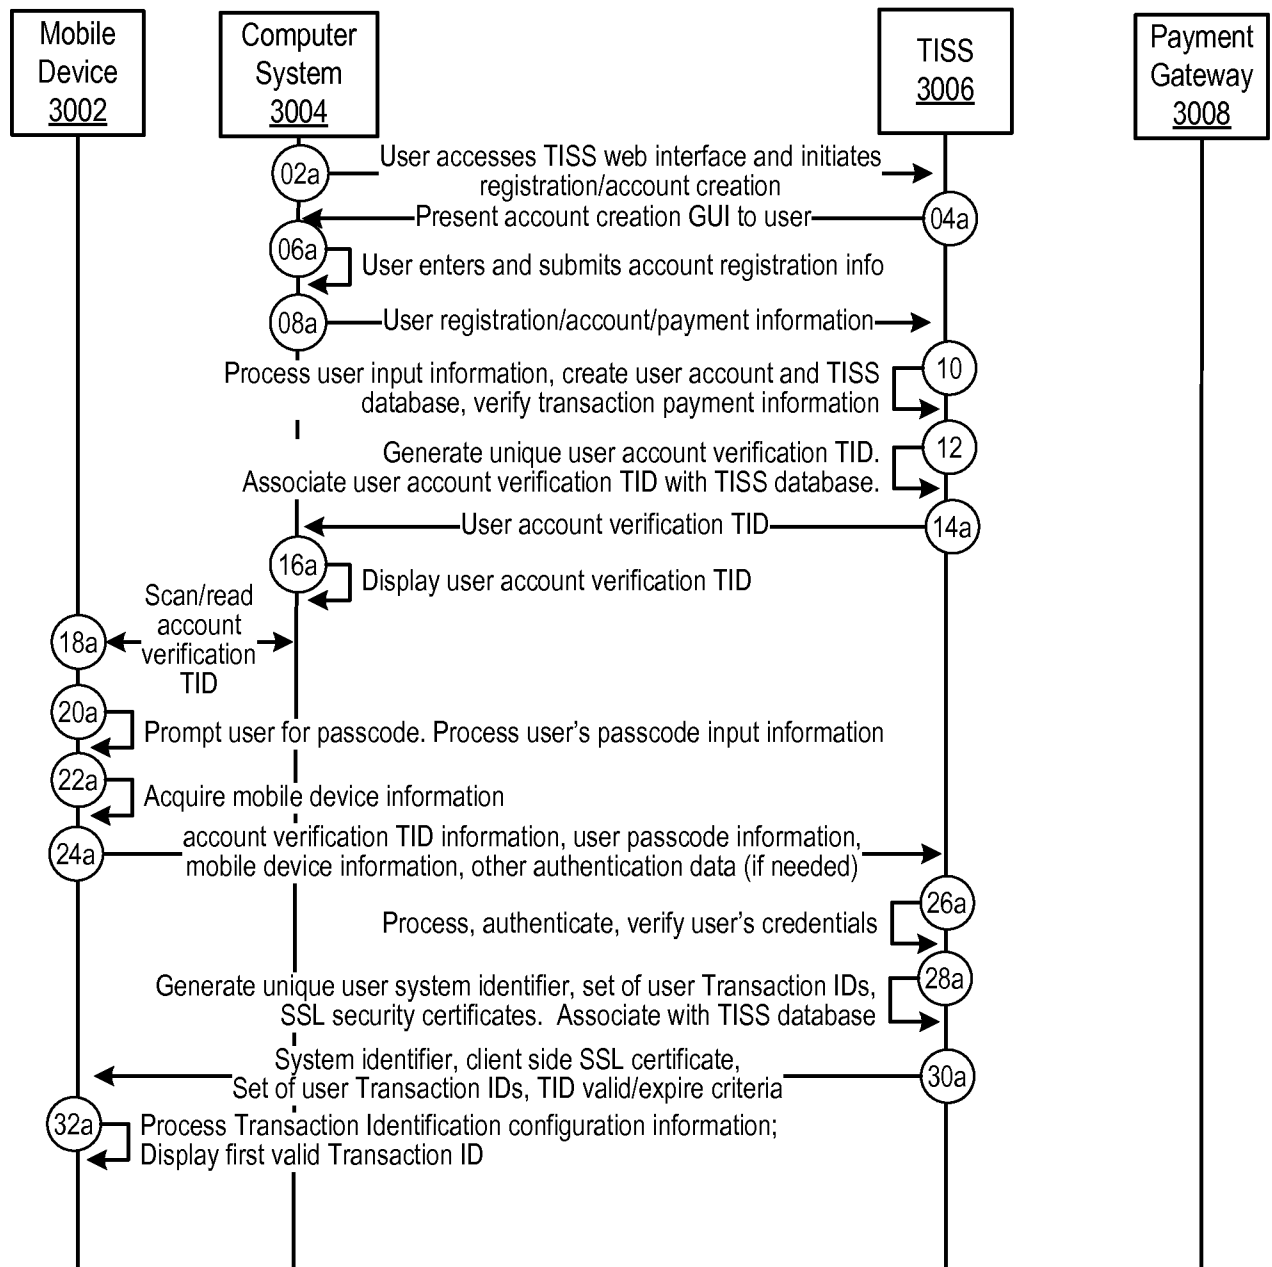 Mobile
Device
3002
Computer
System
3004
TISS
3006
Payment
Gateway
3008
02a
User accesses TISS web interface and initiates
registration/account creation
Present account creation GUI to user
04a
06a
User enters and submits account registration info
08a
User registration/account/payment information
10
Process user input information, create user account and TISS
database, verify transaction payment information
12
Generate unique user account verification TID.
Associate user account verification TID with TISS database.
User account verification TID
14a
16a
Display user account verification TID
18a
Scan/read
account
verification
TID
20a
Prompt user for passcode. Process user's passcode input information
22a
Acquire mobile device information
24a
account verification TID information, user passcode information,
mobile device information, other authentication data (if needed)
26a
Process, authenticate, verify user's credentials
28a
Generate unique user system identifier, set of user Transaction IDs,
SSL security certificates. Associate with TISS database
System identifier, client side SSL certificate,
Set of user Transaction IDs, TID valid/expire criteria
30a
32a
Process Transaction Identification configuration information;
Display first valid Transaction ID